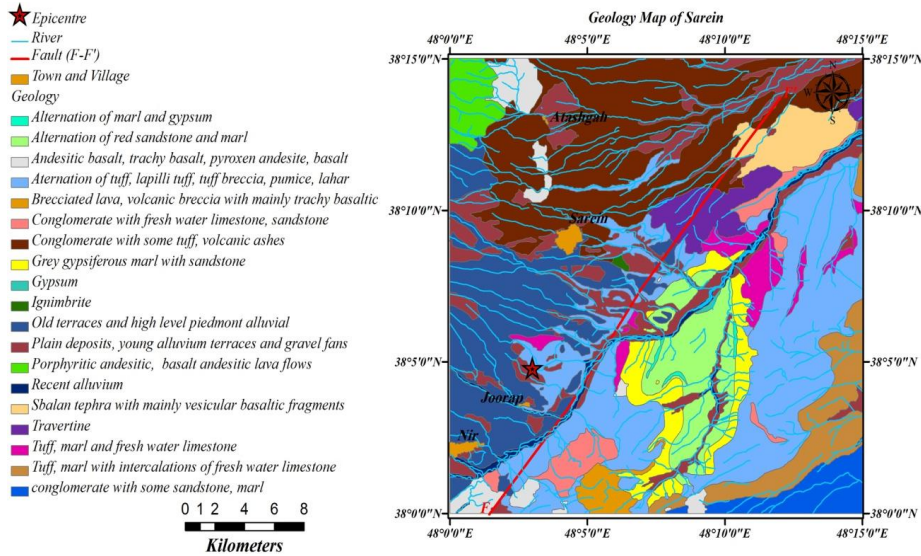 Epicentre
River
Fault (F-F')
Town and Village
Geology
Alternation of marl and gypsum
Alternation of red sandstone and marl
Andesitic basalt, trachy basalt, pyroxen andesite, basalt
Aternation of tuff, lapilli tuff, tuff breccia, pumice, lahar
Brecciated lava, volcanic breccia with mainly trachy basaltic
Conglomerate with fresh water limestone, sandstone
Conglomerate with some tuff, volcanic ashes
Grey gypsiferous marl with sandstone
Gypsum
Ignimbrite
Old terraces and high level piedmont alluvial
Plain deposits, young alluvium terraces and gravel fans
Porphyritic andesitic, basalt andesitic lava flows
Recent alluvium
Sbalan tephra with mainly vesicular basaltic fragments
Travertine
Tuff, marl and fresh water limestone
Tuff, marl with intercalations of fresh water limestone
conglomerate with some sandstone, marl
0 1 2 4 6 8
Kilometers
Geology Map of Sarein
48°0'0"E 48°5'0"E 48°10'0"E 48°15'0"E
38°15'0"N 38°15'0"N
N
W E
S
Atashgah
38°10'0"N 38°10'0"N
Sarein
38°5'0"N 38°5'0"N
Joorap
Nir
F
38°0'0"N 38°0'0"N
48°0'0"E 48°5'0"E 48°10'0"E 48°15'0"E